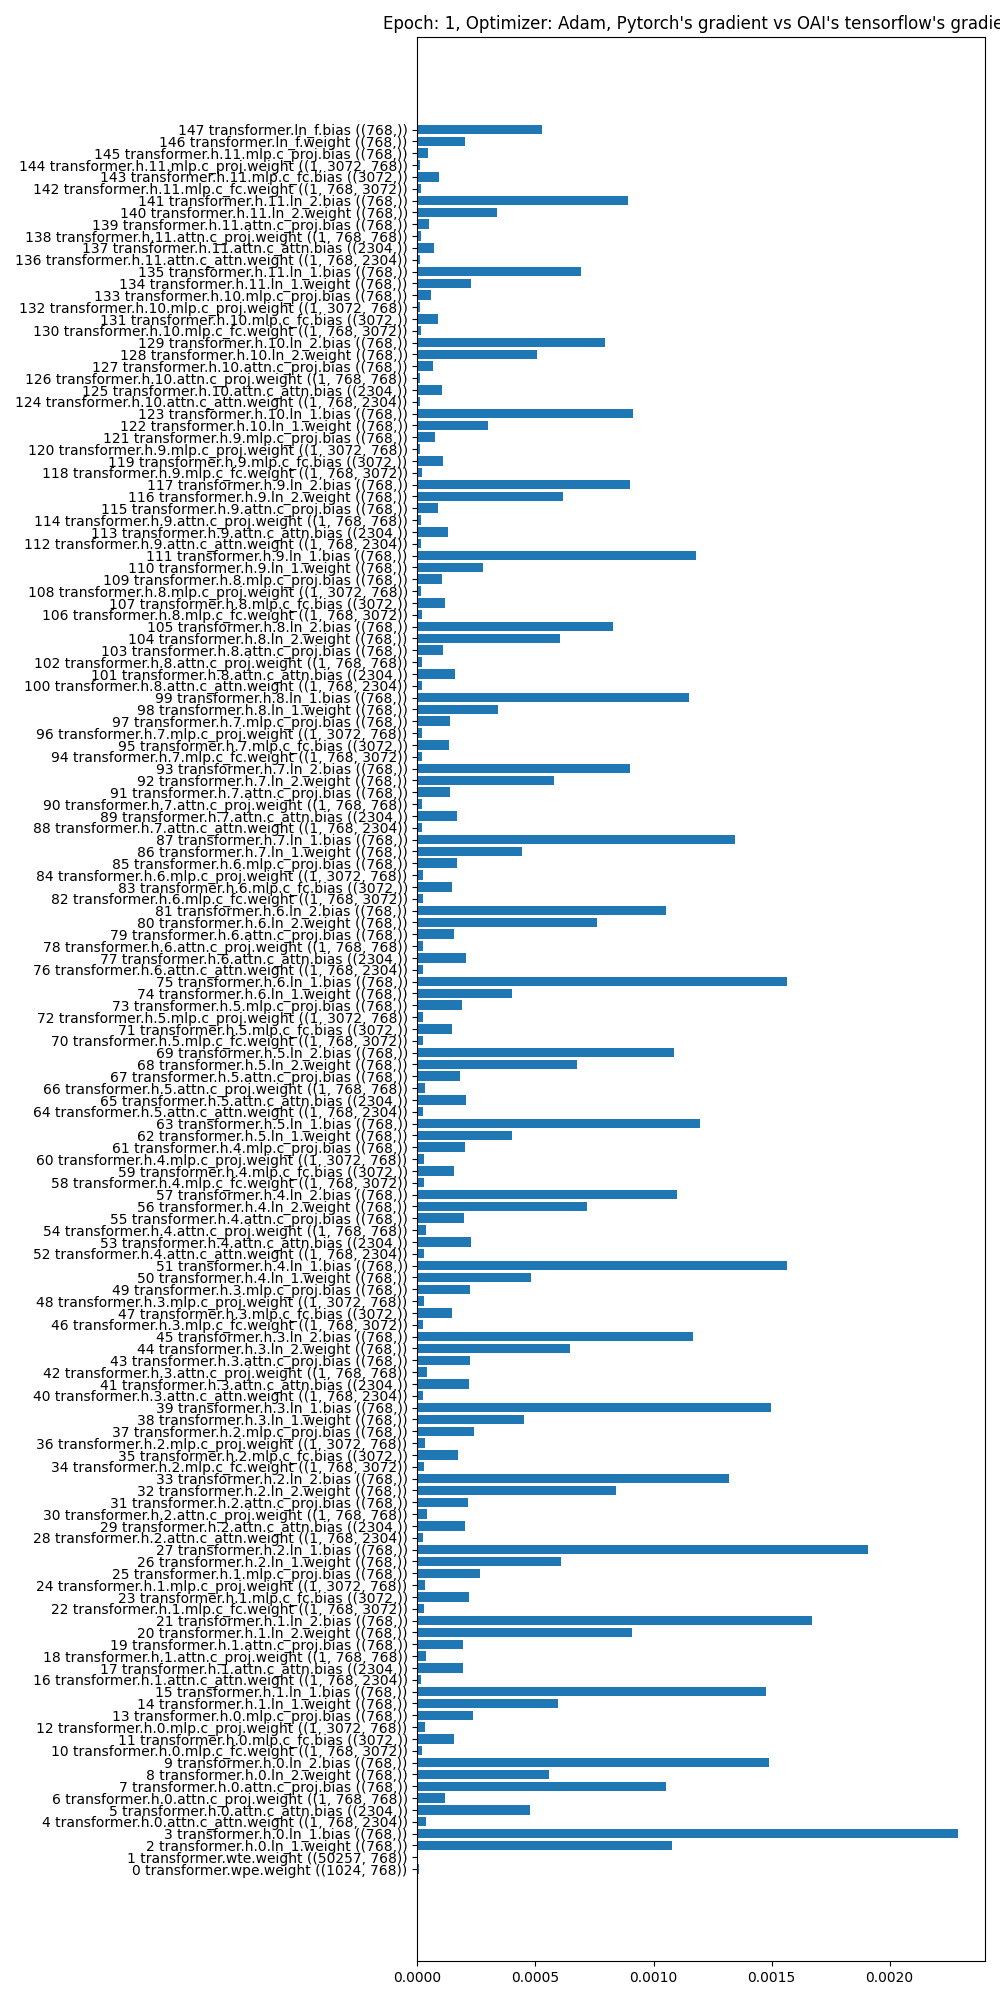 Epoch: 1, Optimizer: Adam, Pytorch's gradient vs OAI's tensorflow's gradie
147 transformer.ln_f.bias ((768,))
146 transformer.ln_f.weight ((768,))
145 transformer.h.11.mlp.c_proj.bias ((768,))
144 transformer.h.11.mlp.c_proj.weight ((1, 3072, 768))
143 transformer.h.11.mlp.c_fc.bias ((3072,))
142 transformer.h.11.mlp.c_fc.weight ((1, 768, 3072))
141 transformer.h.11.ln_2.bias ((768,))
140 transformer.h.11.ln_2.weight ((768,))
139 transformer.h.11.attn.c_proj.bias ((768,))
138 transformer.h.11.attn.c_proj.weight ((1, 768, 768))
137 transformer.h.11.attn.c_attn.bias ((2304,))
136 transformer.h.11.attn.c_attn.weight ((1, 768, 2304))
135 transformer.h.11.ln_1.bias ((768,))
134 transformer.h.11.ln_1.weight ((768,))
133 transformer.h.10.mlp.c_proj.bias ((768,))
132 transformer.h.10.mlp.c_proj.weight ((1, 3072, 768))
131 transformer.h.10.mlp.c_fc.bias ((3072,))
130 transformer.h.10.mlp.c_fc.weight ((1, 768, 3072))
129 transformer.h.10.ln_2.bias ((768,))
128 transformer.h.10.ln_2.weight ((768,))
127 transformer.h.10.attn.c_proj.bias ((768,))
126 transformer.h.10.attn.c_proj.weight ((1, 768, 768))
125 transformer.h.10.attn.c_attn.bias ((2304,))
124 transformer.h.10.attn.c_attn.weight ((1, 768, 2304))
123 transformer.h.10.ln_1.bias ((768,))
122 transformer.h.10.ln_1.weight ((768,))
121 transformer.h.9.mlp.c_proj.bias ((768,))
120 transformer.h.9.mlp.c_proj.weight ((1, 3072, 768))
119 transformer.h.9.mlp.c_fc.bias ((3072,))
118 transformer.h.9.mlp.c_fc.weight ((1, 768, 3072))
117 transformer.h.9.ln_2.bias ((768,))
116 transformer.h.9.ln_2.weight ((768,))
115 transformer.h.9.attn.c_proj.bias ((768,))
114 transformer.h.9.attn.c_proj.weight ((1, 768, 768))
113 transformer.h.9.attn.c_attn.bias ((2304,))
112 transformer.h.9.attn.c_attn.weight ((1, 768, 2304))
111 transformer.h.9.ln_1.bias ((768,))
110 transformer.h.9.ln_1.weight ((768,))
109 transformer.h.8.mlp.c_proj.bias ((768,))
108 transformer.h.8.mlp.c_proj.weight ((1, 3072, 768))
107 transformer.h.8.mlp.c_fc.bias ((3072,))
106 transformer.h.8.mlp.c_fc.weight ((1, 768, 3072))
105 transformer.h.8.ln_2.bias ((768,))
104 transformer.h.8.ln_2.weight ((768,))
103 transformer.h.8.attn.c_proj.bias ((768,))
102 transformer.h.8.attn.c_proj.weight ((1, 768, 768))
101 transformer.h.8.attn.c_attn.bias ((2304,))
100 transformer.h.8.attn.c_attn.weight ((1, 768, 2304))
99 transformer.h.8.ln_1.bias ((768,))
98 transformer.h.8.ln_1.weight ((768,))
97 transformer.h.7.mlp.c_proj.bias ((768,))
96 transformer.h.7.mlp.c_proj.weight ((1, 3072, 768))
95 transformer.h.7.mlp.c_fc.bias ((3072,))
94 transformer.h.7.mlp.c_fc.weight ((1, 768, 3072))
93 transformer.h.7.ln_2.bias ((768,))
92 transformer.h.7.ln_2.weight ((768,))
91 transformer.h.7.attn.c_proj.bias ((768,))
90 transformer.h.7.attn.c_proj.weight ((1, 768, 768))
89 transformer.h.7.attn.c_attn.bias ((2304,))
88 transformer.h.7.attn.c_attn.weight ((1, 768, 2304))
87 transformer.h.7.ln_1.bias ((768,))
86 transformer.h.7.ln_1.weight ((768,))
85 transformer.h.6.mlp.c_proj.bias ((768,))
84 transformer.h.6.mlp.c_proj.weight ((1, 3072, 768))
83 transformer.h.6.mlp.c_fc.bias ((3072,))
82 transformer.h.6.mlp.c_fc.weight ((1, 768, 3072))
81 transformer.h.6.ln_2.bias ((768,))
80 transformer.h.6.ln_2.weight ((768,))
79 transformer.h.6.attn.c_proj.bias ((768,))
78 transformer.h.6.attn.c_proj.weight ((1, 768, 768))
77 transformer.h.6.attn.c_attn.bias ((2304,))
76 transformer.h.6.attn.c_attn.weight ((1, 768, 2304))
75 transformer.h.6.ln_1.bias ((768,))
74 transformer.h.6.ln_1.weight ((768,))
73 transformer.h.5.mlp.c_proj.bias ((768,))
72 transformer.h.5.mlp.c_proj.weight ((1, 3072, 768))
71 transformer.h.5.mlp.c_fc.bias ((3072,))
70 transformer.h.5.mlp.c_fc.weight ((1, 768, 3072))
69 transformer.h.5.ln_2.bias ((768,))
68 transformer.h.5.ln_2.weight ((768,))
67 transformer.h.5.attn.c_proj.bias ((768,))
66 transformer.h.5.attn.c_proj.weight ((1, 768, 768))
65 transformer.h.5.attn.c_attn.bias ((2304,))
64 transformer.h.5.attn.c_attn.weight ((1, 768, 2304))
63 transformer.h.5.ln_1.bias ((768,))
62 transformer.h.5.ln_1.weight ((768,))
61 transformer.h.4.mlp.c_proj.bias ((768,))
60 transformer.h.4.mlp.c_proj.weight ((1, 3072, 768))
59 transformer.h.4.mlp.c_fc.bias ((3072,))
58 transformer.h.4.mlp.c_fc.weight ((1, 768, 3072))
57 transformer.h.4.ln_2.bias ((768,))
56 transformer.h.4.ln_2.weight ((768,))
55 transformer.h.4.attn.c_proj.bias ((768,))
54 transformer.h.4.attn.c_proj.weight ((1, 768, 768))
53 transformer.h.4.attn.c_attn.bias ((2304,))
52 transformer.h.4.attn.c_attn.weight ((1, 768, 2304))
51 transformer.h.4.ln_1.bias ((768,))
50 transformer.h.4.ln_1.weight ((768,))
49 transformer.h.3.mlp.c_proj.bias ((768,))
48 transformer.h.3.mlp.c_proj.weight ((1, 3072, 768))
47 transformer.h.3.mlp.c_fc.bias ((3072,))
46 transformer.h.3.mlp.c_fc.weight ((1, 768, 3072))
45 transformer.h.3.ln_2.bias ((768,))
44 transformer.h.3.ln_2.weight ((768,))
43 transformer.h.3.attn.c_proj.bias ((768,))
42 transformer.h.3.attn.c_proj.weight ((1, 768, 768))
41 transformer.h.3.attn.c_attn.bias ((2304,))
40 transformer.h.3.attn.c_attn.weight ((1, 768, 2304))
39 transformer.h.3.ln_1.bias ((768,))
38 transformer.h.3.ln_1.weight ((768,))
37 transformer.h.2.mlp.c_proj.bias ((768,))
36 transformer.h.2.mlp.c_proj.weight ((1, 3072, 768))
35 transformer.h.2.mlp.c_fc.bias ((3072,))
34 transformer.h.2.mlp.c_fc.weight ((1, 768, 3072))
33 transformer.h.2.ln_2.bias ((768,))
32 transformer.h.2.ln_2.weight ((768,))
31 transformer.h.2.attn.c_proj.bias ((768,))
30 transformer.h.2.attn.c_proj.weight ((1, 768, 768))
29 transformer.h.2.attn.c_attn.bias ((2304,))
28 transformer.h.2.attn.c_attn.weight ((1, 768, 2304))
27 transformer.h.2.ln_1.bias ((768,))
26 transformer.h.2.ln_1.weight ((768,))
25 transformer.h.1.mlp.c_proj.bias ((768,))
24 transformer.h.1.mlp.c_proj.weight ((1, 3072, 768))
23 transformer.h.1.mlp.c_fc.bias ((3072,))
22 transformer.h.1.mlp.c_fc.weight ((1, 768, 3072))
21 transformer.h.1.ln_2.bias ((768,))
20 transformer.h.1.ln_2.weight ((768,))
19 transformer.h.1.attn.c_proj.bias ((768,))
18 transformer.h.1.attn.c_proj.weight ((1, 768, 768))
17 transformer.h.1.attn.c_attn.bias ((2304,))
16 transformer.h.1.attn.c_attn.weight ((1, 768, 2304))
15 transformer.h.1.ln_1.bias ((768,))
14 transformer.h.1.ln_1.weight ((768,))
13 transformer.h.0.mlp.c_proj.bias ((768,))
12 transformer.h.0.mlp.c_proj.weight ((1, 3072, 768))
11 transformer.h.0.mlp.c_fc.bias ((3072,))
10 transformer.h.0.mlp.c_fc.weight ((1, 768, 3072))
9 transformer.h.0.ln_2.bias ((768,))
8 transformer.h.0.ln_2.weight ((768,))
7 transformer.h.0.attn.c_proj.bias ((768,))
6 transformer.h.0.attn.c_proj.weight ((1, 768, 768))
5 transformer.h.0.attn.c_attn.bias ((2304,))
4 transformer.h.0.attn.c_attn.weight ((1, 768, 2304))
3 transformer.h.0.ln_1.bias ((768,))
2 transformer.h.0.ln_1.weight ((768,))
1 transformer.wte.weight ((50257, 768))
0 transformer.wpe.weight ((1024, 768))
0.0000 0.0005 0.0010 0.0015 0.0020